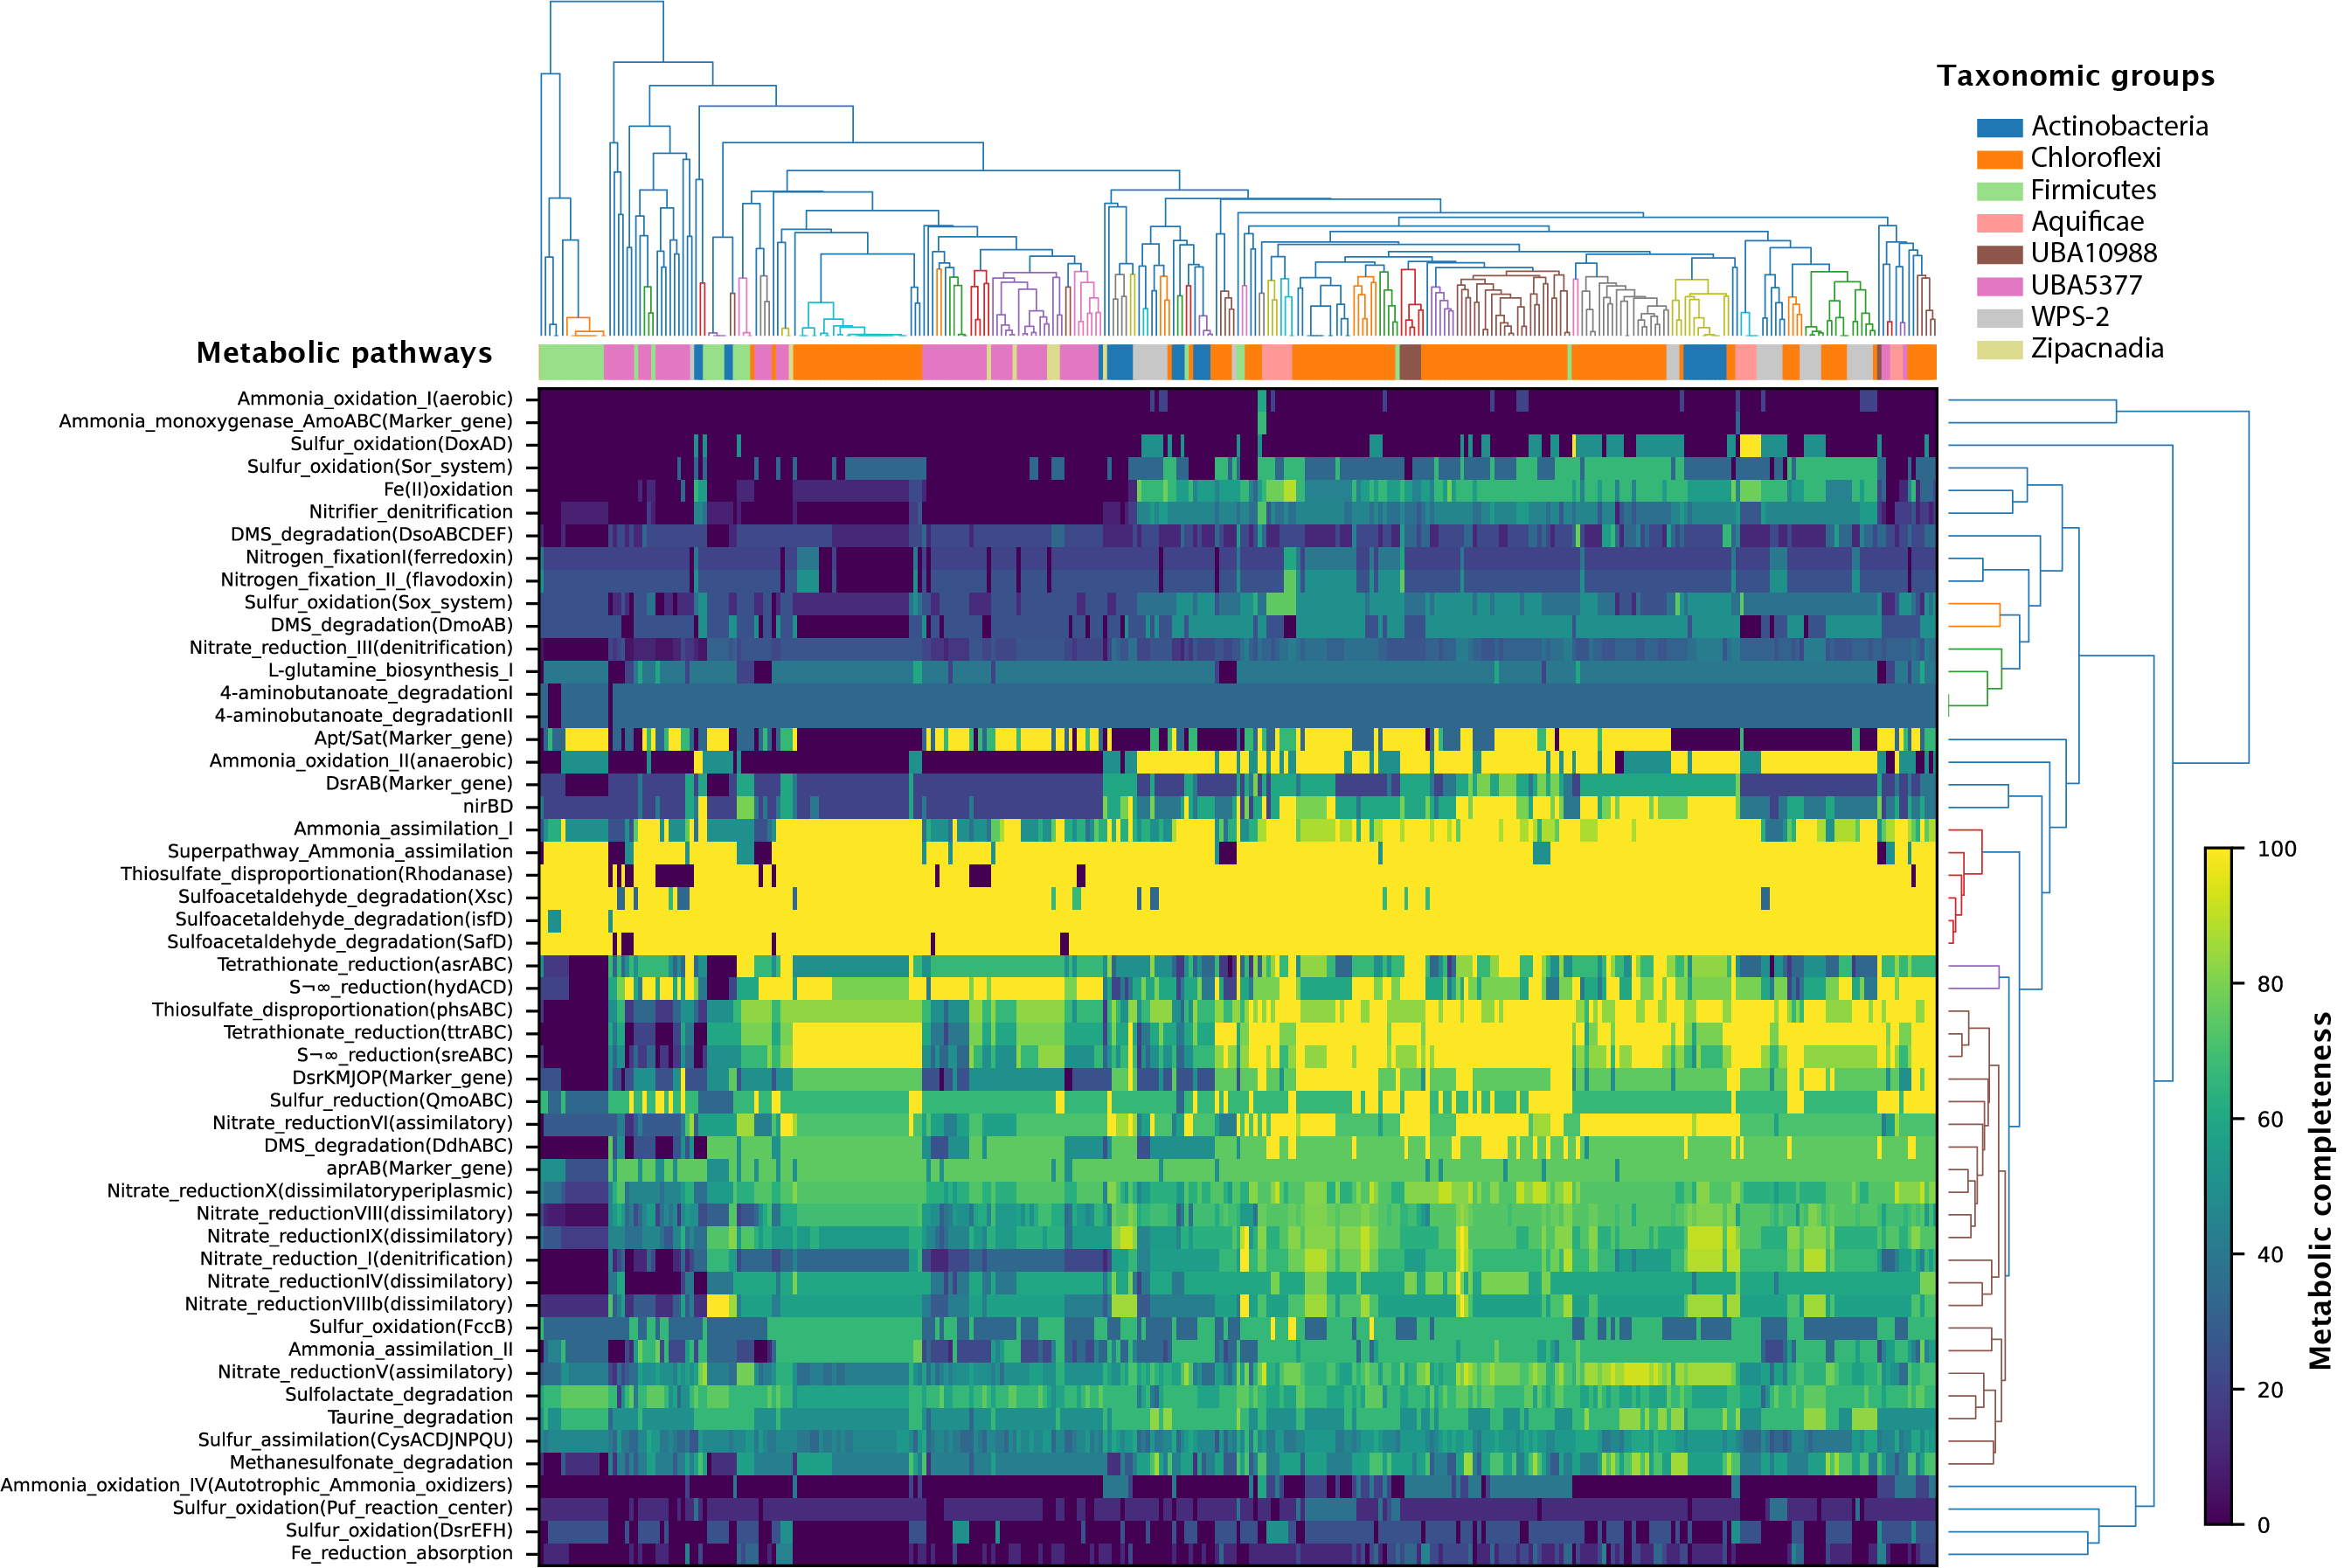 Taxonomic groups
Actinobacteria
Chloroflexi
Firmicutes
Aquificae
UBA10988
UBA5377
WPS-2
Zipacnadia
Metabolic pathways
Ammonia_oxidation_I(aerobic)
Ammonia_monoxygenase_AmoABC(Marker_gene)
Sulfur_oxidation(DoxAD)
Sulfur_oxidation(Sor_system)
Fe(II)oxidation
Nitrifier_denitrification
DMS_degradation(DsoABCDEF)
Nitrogen_fixationI(ferredoxin)
Nitrogen_fixation_II_(flavodoxin)
Sulfur_oxidation(Sox_system)
DMS_degradation(DmoAB)
Nitrate_reduction_III(denitrification)
L-glutamine_biosynthesis_I
4-aminobutanoate_degradationI
4-aminobutanoate_degradationII
Apt/Sat(Marker_gene)
Ammonia_oxidation_II(anaerobic)
DsrAB(Marker_gene)
nirBD
Ammonia_assimilation_I
Superpathway_Ammonia_assimilation
Thiosulfate_disproportionation(Rhodanase)
Sulfoacetaldehyde_degradation(Xsc)
Sulfoacetaldehyde_degradation(isfD)
Sulfoacetaldehyde_degradation(SafD)
Tetrathionate_reduction(asrABC)
S¬∞_reduction(hydACD)
Thiosulfate_disproportionation(phsABC)
Tetrathionate_reduction(ttrABC)
S¬∞_reduction(sreABC)
DsrKMJOP(Marker_gene)
Sulfur_reduction(QmoABC)
Nitrate_reductionVI(assimilatory)
DMS_degradation(DdhABC)
aprAB(Marker_gene)
Nitrate_reductionX(dissimilatoryperiplasmic)
Nitrate_reductionVIII(dissimilatory)
Nitrate_reductionIX(dissimilatory)
Nitrate_reduction_I(denitrification)
Nitrate_reductionIV(dissimilatory)
Nitrate_reductionVIIIb(dissimilatory)
Sulfur_oxidation(FccB)
Ammonia_assimilation_II
Nitrate_reductionV(assimilatory)
Sulfolactate_degradation
Taurine_degradation
Sulfur_assimilation(CysACDJNPQU)
Methanesulfonate_degradation
Ammonia_oxidation_IV(Autotrophic_Ammonia_oxidizers)
Sulfur_oxidation(Puf_reaction_center)
Sulfur_oxidation(DsrEFH)
Fe_reduction_absorption
100
80
60
40
20
0
Metabolic completeness